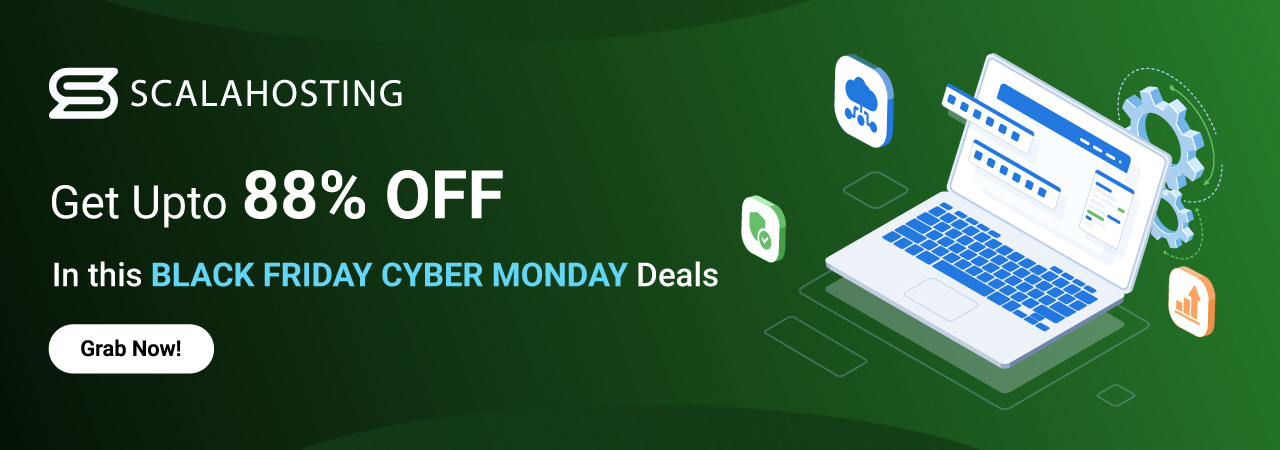 SCALAHOSTING
Get Upto 88% OFF
In this BLACK FRIDAY CYBER MONDAY Deals
Grab Now!